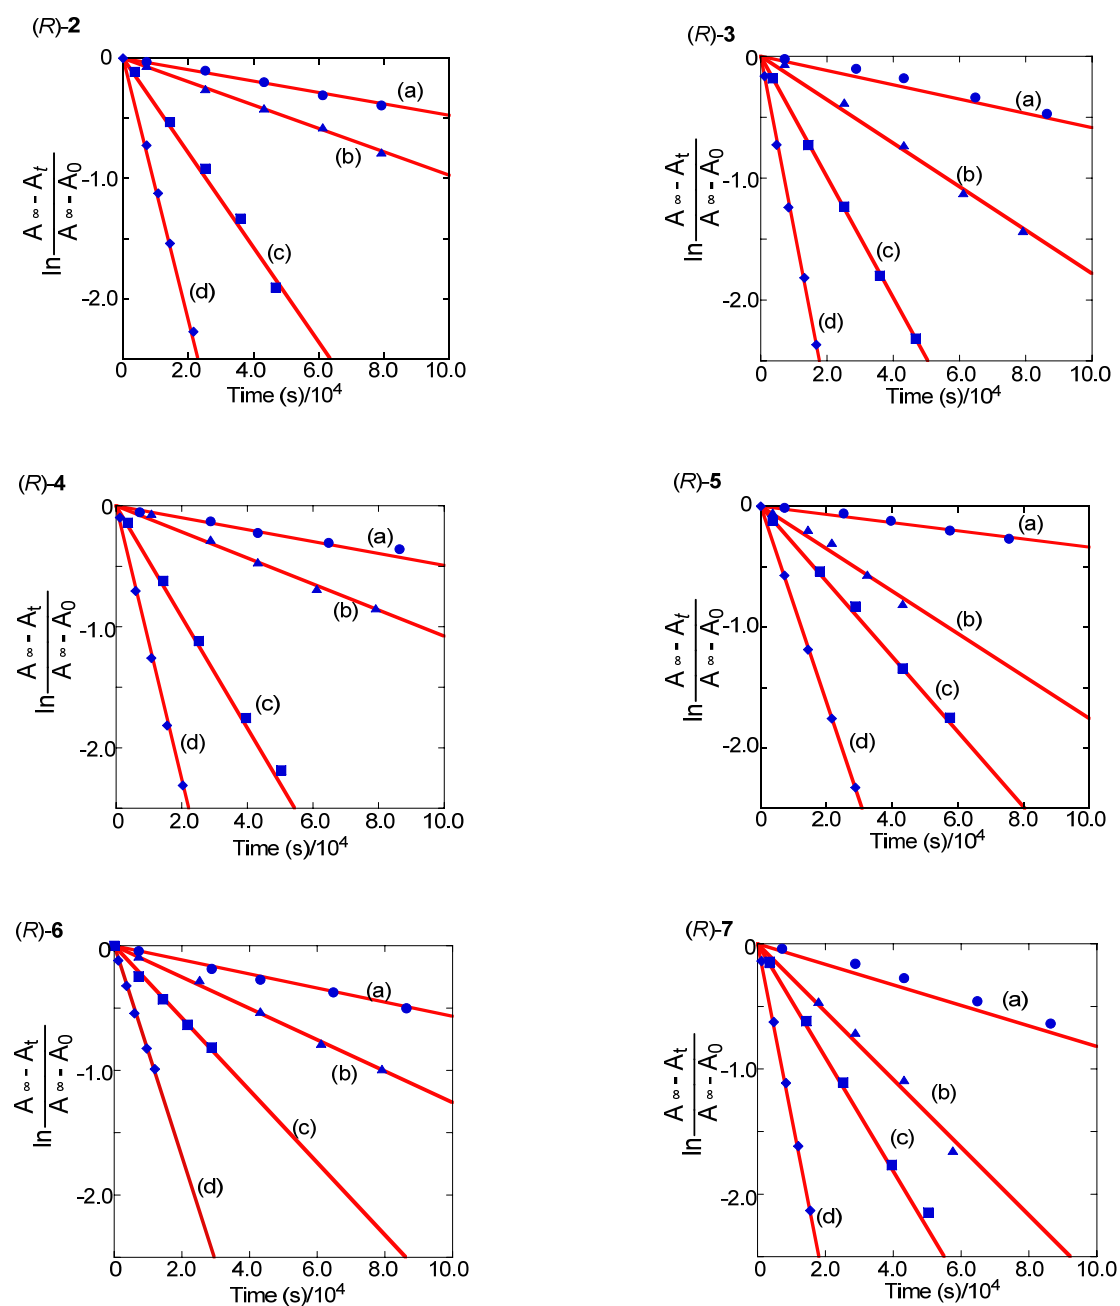 (R)-2
0
-1.0
-2.0
ln A∞ - At / A∞ - A0
(a)
(b)
(c)
(d)
0 2.0 4.0 6.0 8.0 10.0
Time (s)/10⁴
(R)-3
0
-1.0
-2.0
ln A∞ - At / A∞ - A0
(a)
(b)
(c)
(d)
0 2.0 4.0 6.0 8.0 10.0
Time (s)/10⁴
(R)-4
0
-1.0
-2.0
ln A∞ - At / A∞ - A0
(a)
(b)
(c)
(d)
0 2.0 4.0 6.0 8.0 10.0
Time (s)/10⁴
(R)-5
0
-1.0
-2.0
ln A∞ - At / A∞ - A0
(a)
(b)
(c)
(d)
0 2.0 4.0 6.0 8.0 10.0
Time (s)/10⁴
(R)-6
0
-1.0
-2.0
ln A∞ - At / A∞ - A0
(a)
(b)
(c)
(d)
0 2.0 4.0 6.0 8.0 10.0
Time (s)/10⁴
(R)-7
0
-1.0
-2.0
ln A∞ - At / A∞ - A0
(a)
(b)
(c)
(d)
0 2.0 4.0 6.0 8.0 10.0
Time (s)/10⁴